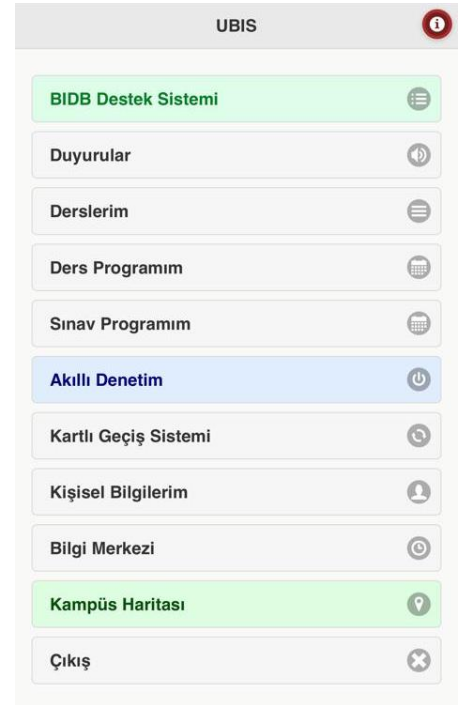 UBIS
BIDB Destek Sistemi
Duyurular
Derslerim
Ders Programım
Sınav Programım
Akıllı Denetim
Kartlı Geçiş Sistemi
Kişisel Bilgilerim
Bilgi Merkezi
Kampüs Haritası
Çıkış